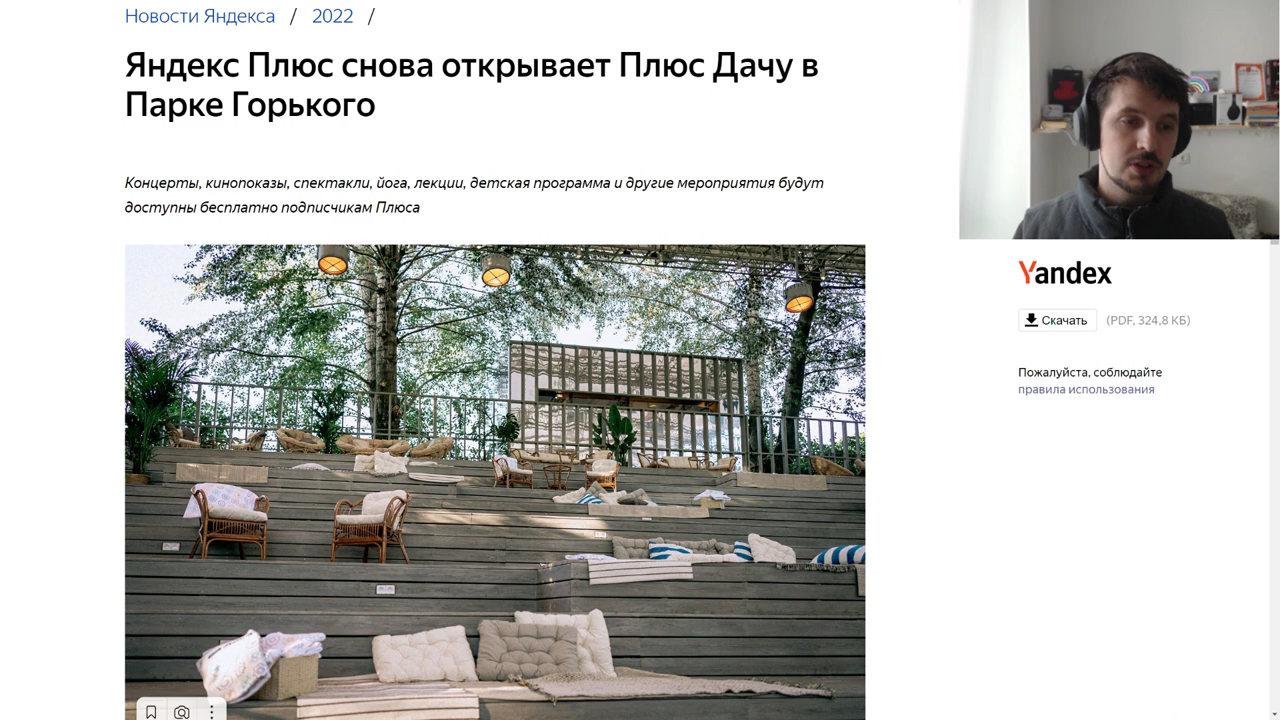 Новости Яндекса / 2022 /
Яндекс Плюс снова открывает Плюс Дачу в
Парке Горького
Концерты, кинопоказы, спектакли, йога, лекции, детская программа и другие мероприятия будут
доступны бесплатно подписчикам Плюса
Yandex
Скачать (PDF, 324,8 КБ)
Пожалуйста, соблюдайте
правила использования